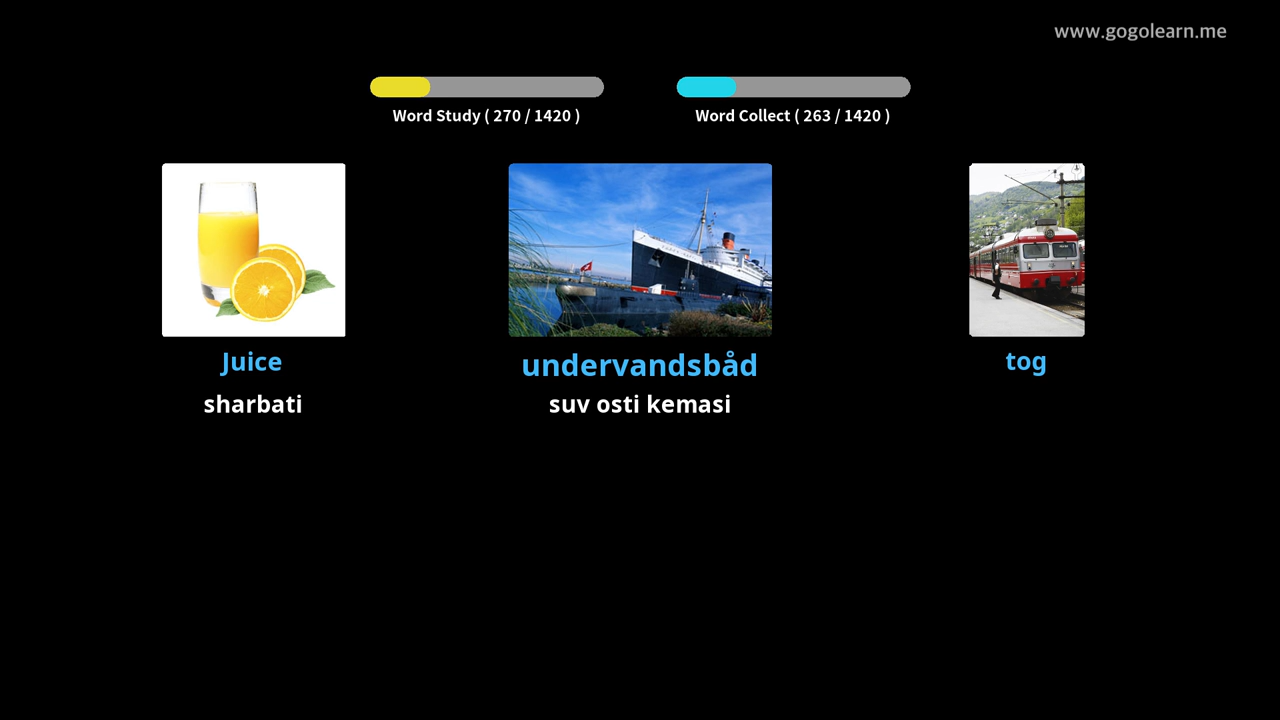 www.gogolearn.me
Word Study ( 270 / 1420 )
Word Collect ( 263 / 1420 )
Juice
undervandsbåd
tog
sharbati
suv osti kemasi